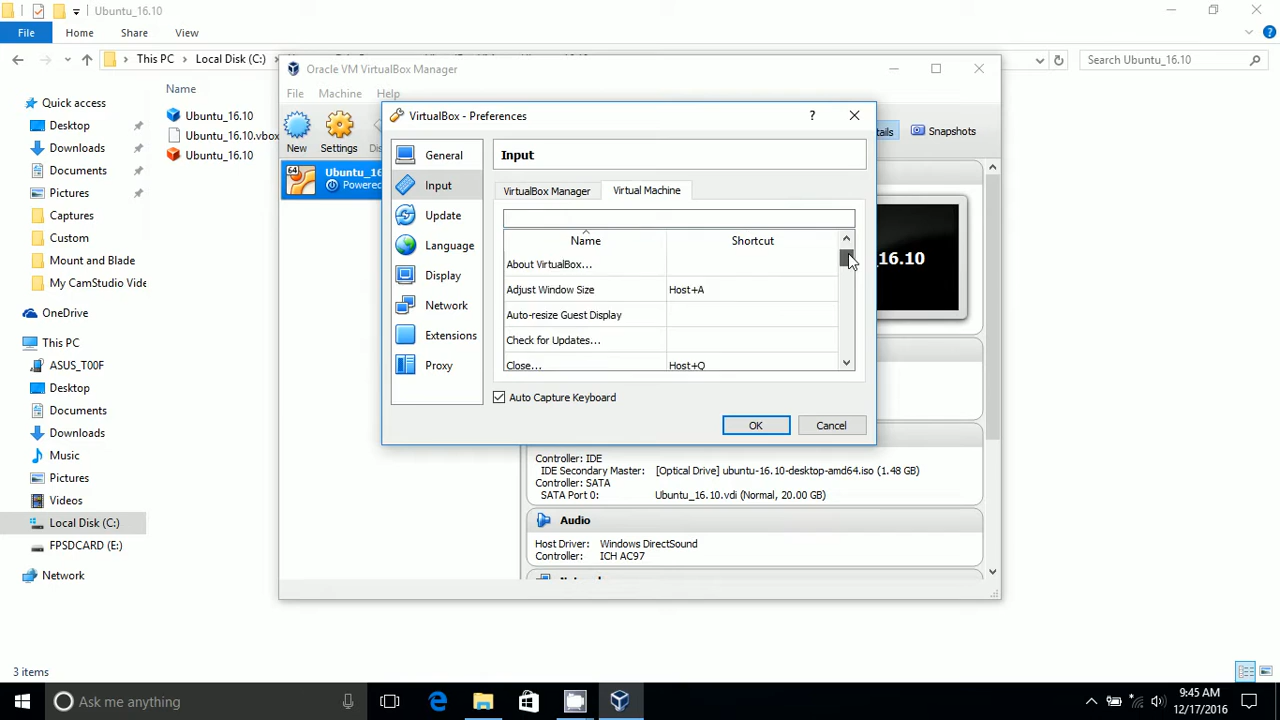 Ubuntu_16.10
File
Home
Share
View
This PC
Local Disk (C:)
Search Ubuntu_16.10
Quick access
Desktop
Downloads
Documents
Pictures
Captures
Custom
Mount and Blade
My CamStudio Vide
OneDrive
This PC
ASUS_T00F
Desktop
Documents
Downloads
Music
Pictures
Videos
Local Disk (C:)
FPSDCARD (E:)
Network
Name
Ubuntu_16.10
Ubuntu_16.10.vbox
Ubuntu_16.10
Oracle VM VirtualBox Manager
File
Machine
Help
New
Settings
Dis
tails
Snapshots
64
Ubuntu_16
Powered
_16.10
VirtualBox - Preferences
General
Input
Update
Language
Display
Network
Extensions
Proxy
Input
VirtualBox Manager
Virtual Machine
Name
Shortcut
About VirtualBox...
Adjust Window Size
Host+A
Auto-resize Guest Display
Check for Updates...
Close...
Host+Q
Auto Capture Keyboard
OK
Cancel
Controller: IDE
IDE Secondary Master: [Optical Drive] ubuntu-16.10-desktop-amd64.iso (1.48 GB)
Controller: SATA
SATA Port 0: Ubuntu_16.10.vdi (Normal, 20.00 GB)
Audio
Host Driver: Windows DirectSound
Controller: ICH AC97
3 items
Ask me anything
9:45 AM
12/17/2016